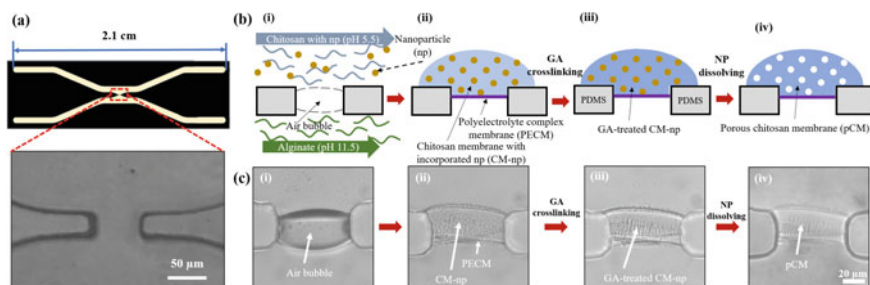 (a)
2.1 cm
50 µm
(b)
(i)
Chitosan with np (pH 5.5)
Nanoparticle
(np)
Air bubble
Alginate (pH 11.5)
(ii)
Polyelectrolyte complex
membrane (PECM)
Chitosan membrane with
incorporated np (CM-np)
GA
crosslinking
(iii)
PDMS
PDMS
GA-treated CM-np
NP
dissolving
(iv)
Porous chitosan membrane (pCM)
(c)
(i)
Air bubble
(ii)
CM-np
PECM
GA
crosslinking
(iii)
GA-treated CM-np
NP
dissolving
(iv)
pCM
20 µm